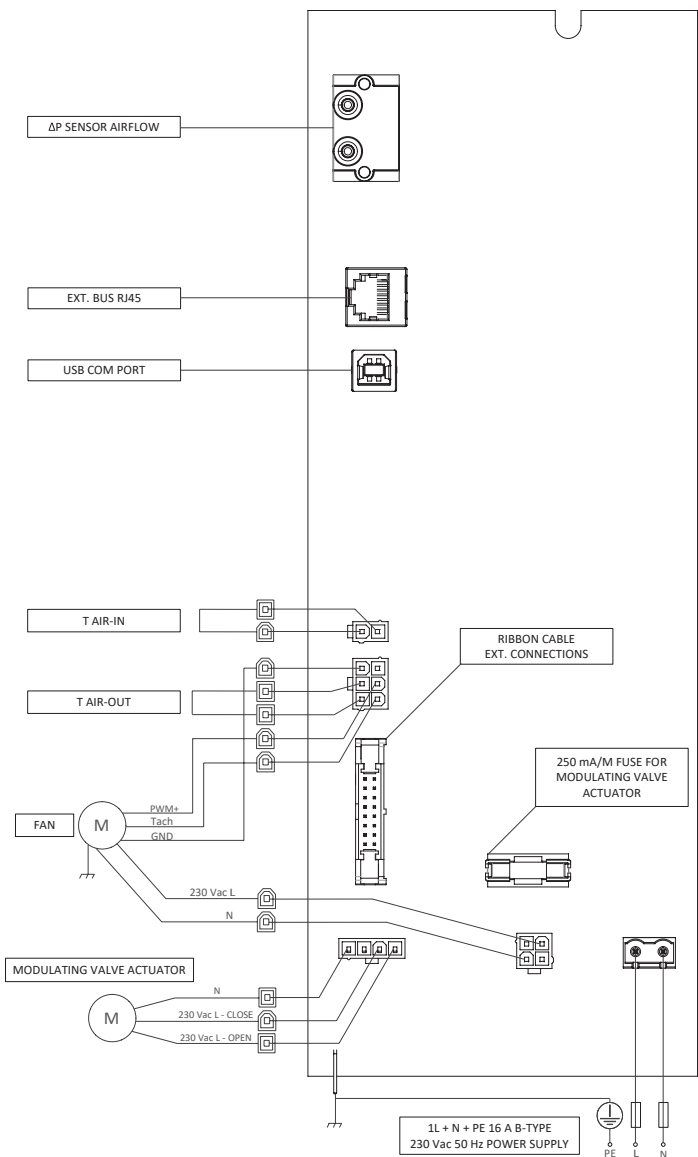 ΔP SENSOR AIRFLOW
EXT. BUS RJ45
USB COM PORT
T AIR-IN
RIBBON CABLE
EXT. CONNECTIONS
T AIR-OUT
250 mA/M FUSE FOR
MODULATING VALVE
ACTUATOR
PWM+
FAN
M
Tach
GND
230 Vac L
N
MODULATING VALVE ACTUATOR
N
M
230 Vac L - CLOSE
230 Vac L - OPEN
1L + N + PE 16 A B-TYPE
230 Vac 50 Hz POWER SUPPLY
PE
L
N